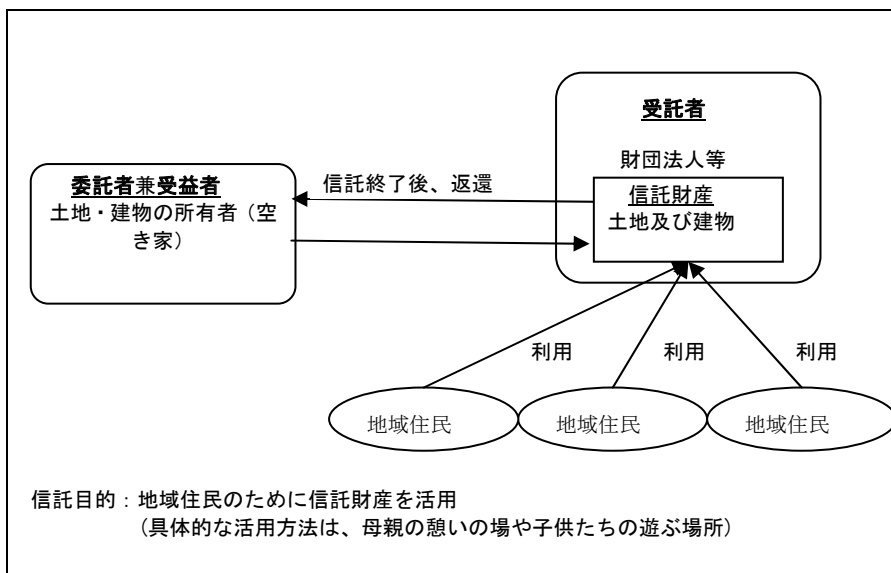 受託者
財団法人等
信託終了後、返還
委託者兼受益者
土地・建物の所有者（空
き家）
信託財産
土地及び建物
利用
利用
利用
地域住民
地域住民
地域住民
信託目的：地域住民のために信託財産を活用
（具体的な活用方法は、母親の憩いの場や子供たちの遊ぶ場所）